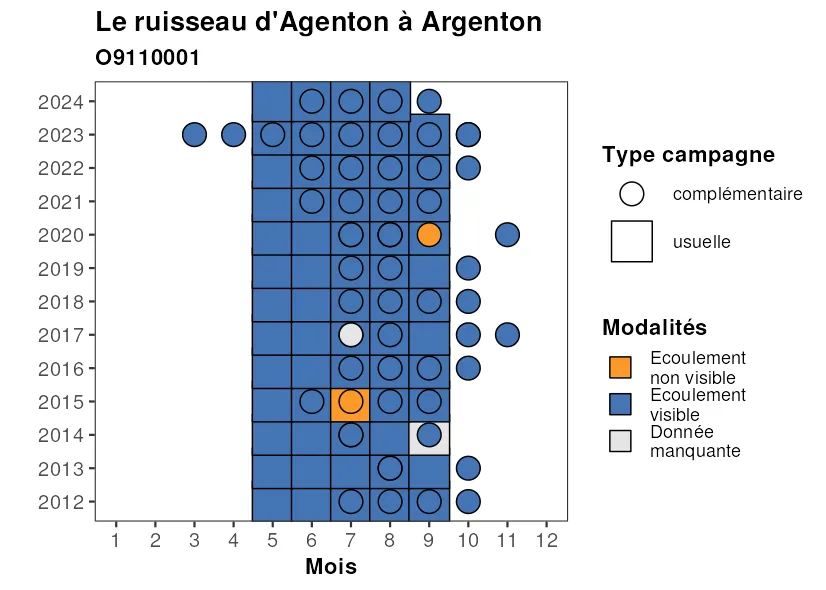 Le ruisseau d'Agenton à Argenton
O9110001
2024
2023
2022
2021
2020
2019
2018
2017
2016
2015
2014
2013
2012
1 2 3 4 5 6 7 8 9 10 11 12
Mois
Type campagne
complémentaire
usuelle
Modalités
Ecoulement
non visible
Ecoulement
visible
Donnée
manquante